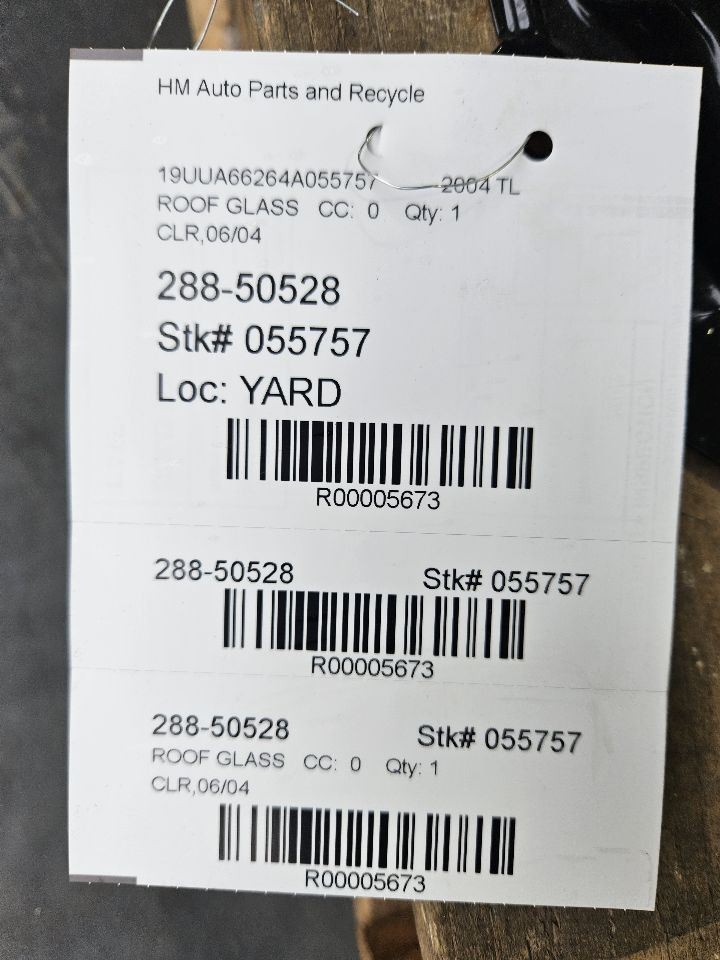 HM Auto Parts and Recycle
19UUA66264A055757 2004 TL
ROOF GLASS CC: 0 Qty: 1
CLR,06/04
288-50528
Stk# 055757
Loc: YARD
R00005673
288-50528 Stk# 055757
R00005673
288-50528 Stk# 055757
ROOF GLASS CC: 0 Qty: 1
CLR,06/04
R00005673